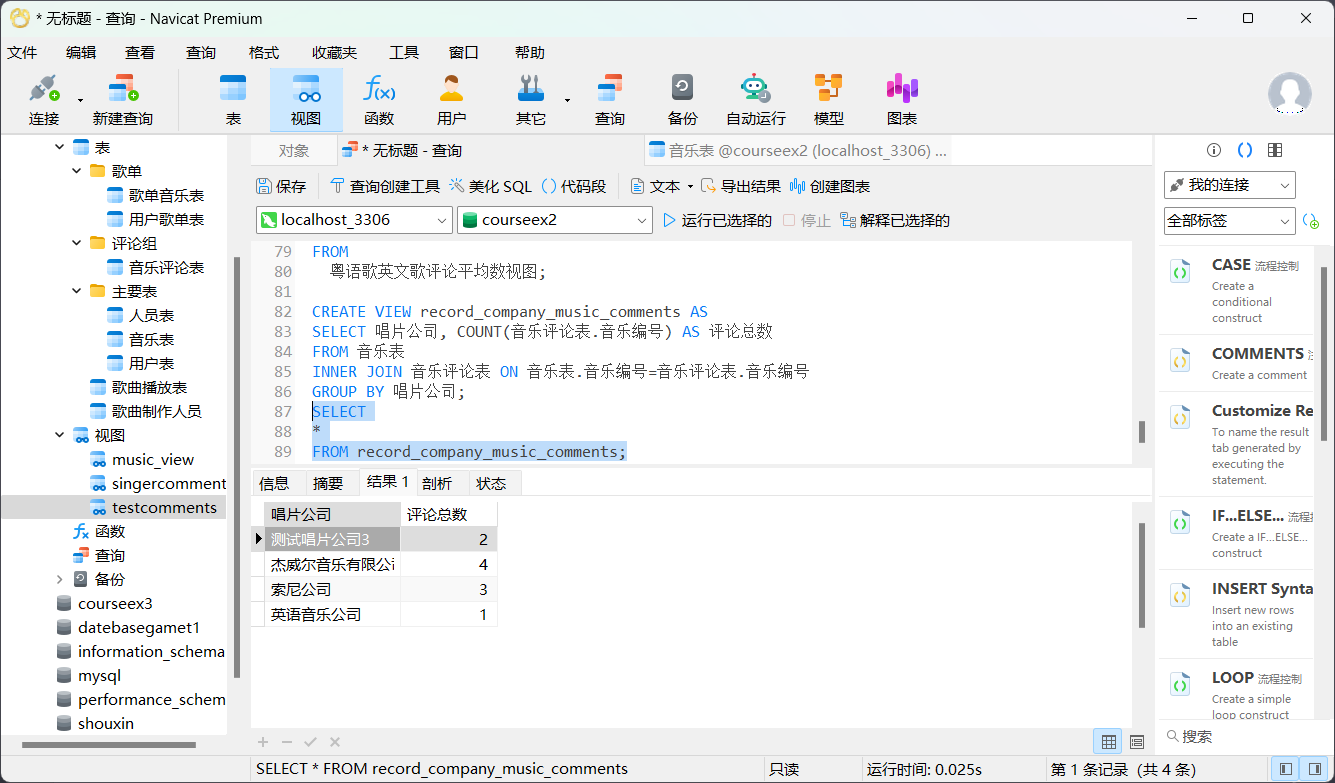 * 无标题 - 查询 - Navicat Premium
文件 编辑 查看 查询 格式 收藏夹 工具 窗口 帮助
连接 新建查询 表 视图 函数 用户 其它 查询 备份 自动运行 模型 图表
表
歌单
歌单音乐表
用户歌单表
评论组
音乐评论表
主要表
人员表
音乐表
用户表
歌曲播放表
歌曲制作人员
视图
music_view
singercomment
testcomments
函数
查询
备份
courseex3
datebasegamet1
information_schema
mysql
performance_schem
shouxin
对象 * 无标题 - 查询 音乐表 @courseex2 (localhost_3306) ...
保存 查询创建工具 美化 SQL () 代码段 文本 导出结果 创建图表
localhost_3306 courseex2 运行已选择的 停止 解释已选择的
79 FROM
80 粤语歌英文歌评论平均数视图;
81
82 CREATE VIEW record_company_music_comments AS
83 SELECT 唱片公司, COUNT(音乐评论表.音乐编号) AS 评论总数
84 FROM 音乐表
85 INNER JOIN 音乐评论表 ON 音乐表.音乐编号=音乐评论表.音乐编号
86 GROUP BY 唱片公司;
87 SELECT
88 *
89 FROM record_company_music_comments;
信息 摘要 结果 1 剖析 状态
唱片公司 评论总数
测试唱片公司3 2
杰威尔音乐有限公司 4
索尼公司 3
英语音乐公司 1
SELECT * FROM record_company_music_comments 只读 运行时间: 0.025s 第 1 条记录 (共 4 条)
我的连接
全部标签
CASE 流程控制
Create a
conditional
construct
COMMENTS
Create a comment
Customize Re
To name the result
tab generated by
executing the
statement.
IF...ELSE... 流程
Create a IF...ELSE...
construct
INSERT Synta
Insert new rows
into an existing
table
LOOP 流程控制
Create a simple
loop construct
搜索